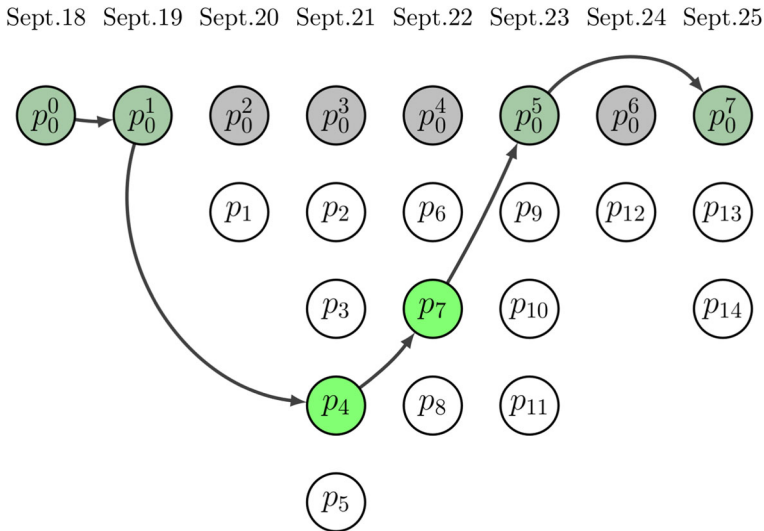 Sept.18 Sept.19 Sept.20 Sept.21 Sept.22 Sept.23 Sept.24 Sept.25
p_0^0 p_0^1 p_0^2 p_0^3 p_0^4 p_0^5 p_0^6 p_0^7
p_1 p_2 p_6 p_9 p_12 p_13
p_3 p_7 p_10 p_14
p_4 p_8 p_11
p_5